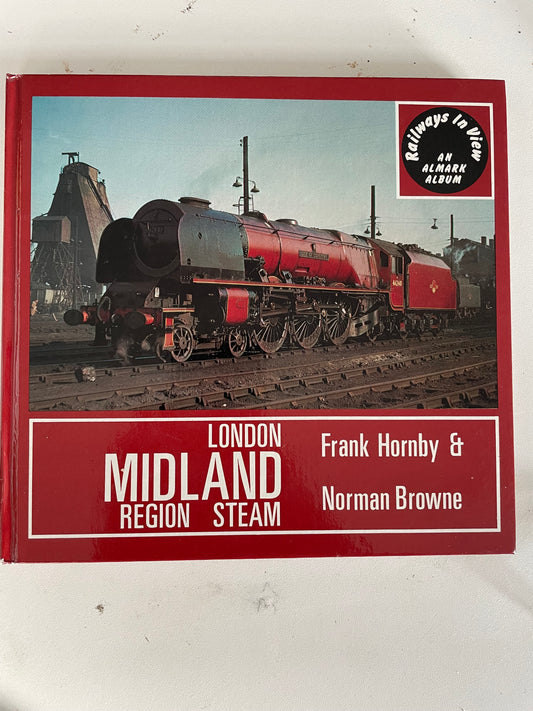 Railways In View
AN
ALMARK
ALBUM
LONDON
MIDLAND
REGION STEAM
Frank Hornby &
Norman Browne